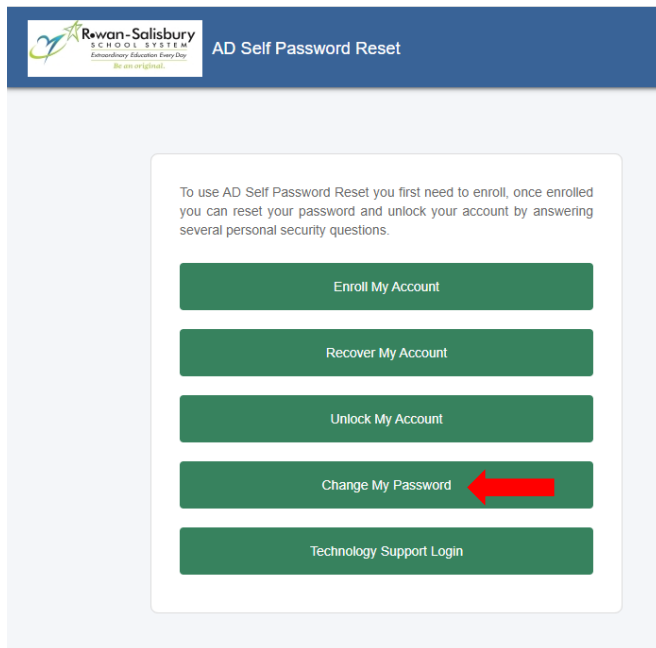 Rowan-Salisbury
SCHOOL SYSTEM
Extraordinary Education Every Day
Be an original.
AD Self Password Reset
To use AD Self Password Reset you first need to enroll, once enrolled
you can reset your password and unlock your account by answering
several personal security questions.
Enroll My Account
Recover My Account
Unlock My Account
Change My Password
Technology Support Login